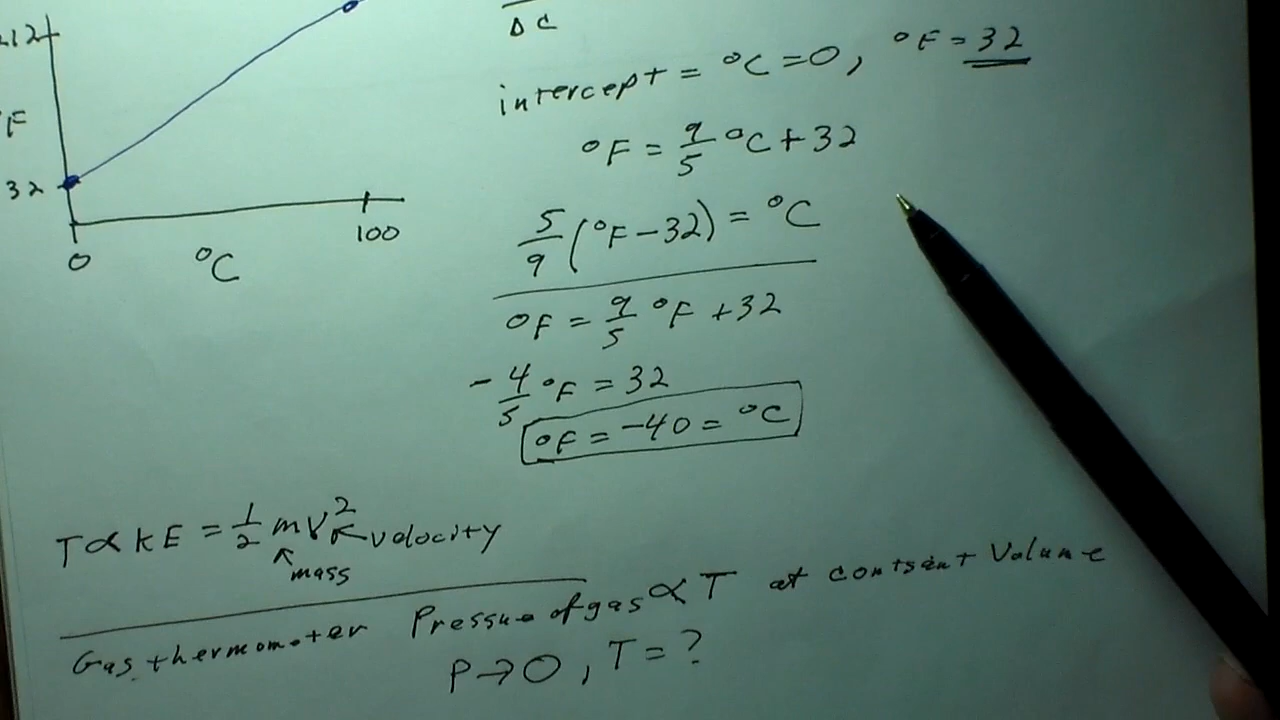 212
°F
32
0
100
°C
ΔC
intercept = °C=0, °F=32
°F = 9/5 °C+32
5/9 (°F-32) = °C
°F = 9/5 °F +32
-4/5 °F = 32
°F = -40 = °C
T ∝ KE = 1/2 mV² ← velocity
↑ mass
Gas thermometer Pressure of gas ∝ T at contsant Volume
P→0, T=?